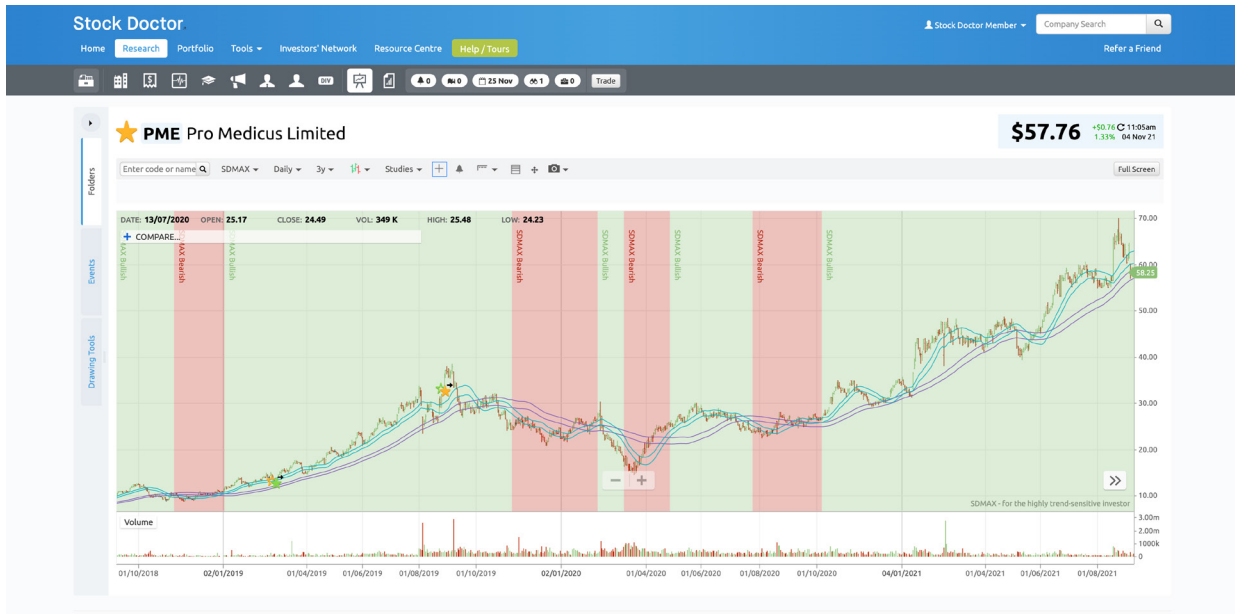 Stock Doctor.
Stock Doctor Member
Company Search
Home Research Portfolio Tools Investors' Network Resource Centre Help / Tours
Refer a Friend
DIV
0
0
25 Nov
1
0
Trade
PME Pro Medicus Limited
$57.76
+$0.76 11:05am
1.33% 04 Nov 21
Folders
Events
Drawing Tools
Enter code or name
SDMAX Daily 3y Studies
Full Screen
DATE: 13/07/2020 OPEN: 25.17 CLOSE: 24.49 VOL: 349 K HIGH: 25.48 LOW: 24.23
+ COMPARE...
MAX Bullish
MAX Bearish
MAX Bullish
SDMAX Bearish
SDMAX Bullish
SDMAX Bearish
SDMAX Bullish
SDMAX Bearish
SDMAX Bullish
70.00
60.00
58.25
50.00
40.00
30.00
20.00
10.00
SDMAX - for the highly trend-sensitive investor
Volume
3.00m
2.00m
1000k
0
01/10/2018 02/01/2019 01/04/2019 01/06/2019 01/08/2019 01/10/2019 02/01/2020 01/04/2020 01/06/2020 01/08/2020 01/10/2020 04/01/2021 01/04/2021 01/06/2021 01/08/2021